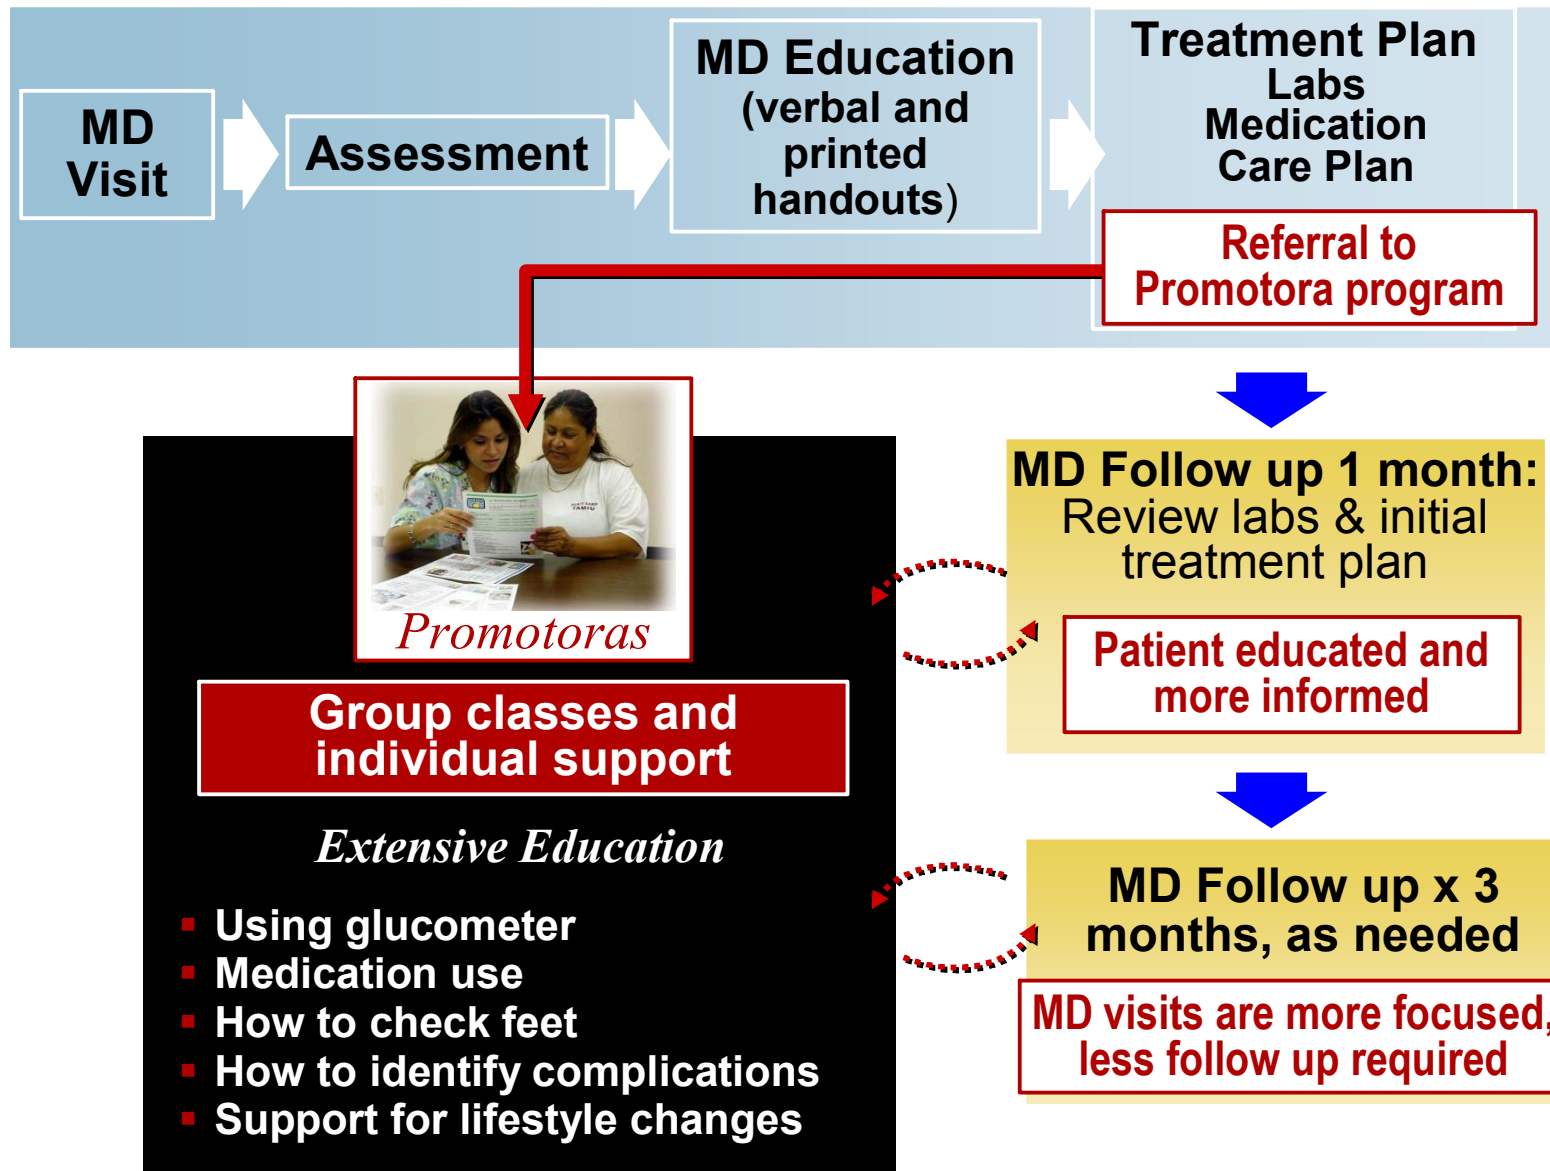 MD
Visit
Assessment
MD Education
(verbal and
printed
handouts)
Treatment Plan
Labs
Medication
Care Plan
Referral to
Promotora program
Promotoras
Group classes and
individual support
Extensive Education
Using glucometer
Medication use
How to check feet
How to identify complications
Support for lifestyle changes
MD Follow up 1 month:
Review labs & initial
treatment plan
Patient educated and
more informed
MD Follow up x 3
months, as needed
MD visits are more focused,
less follow up required